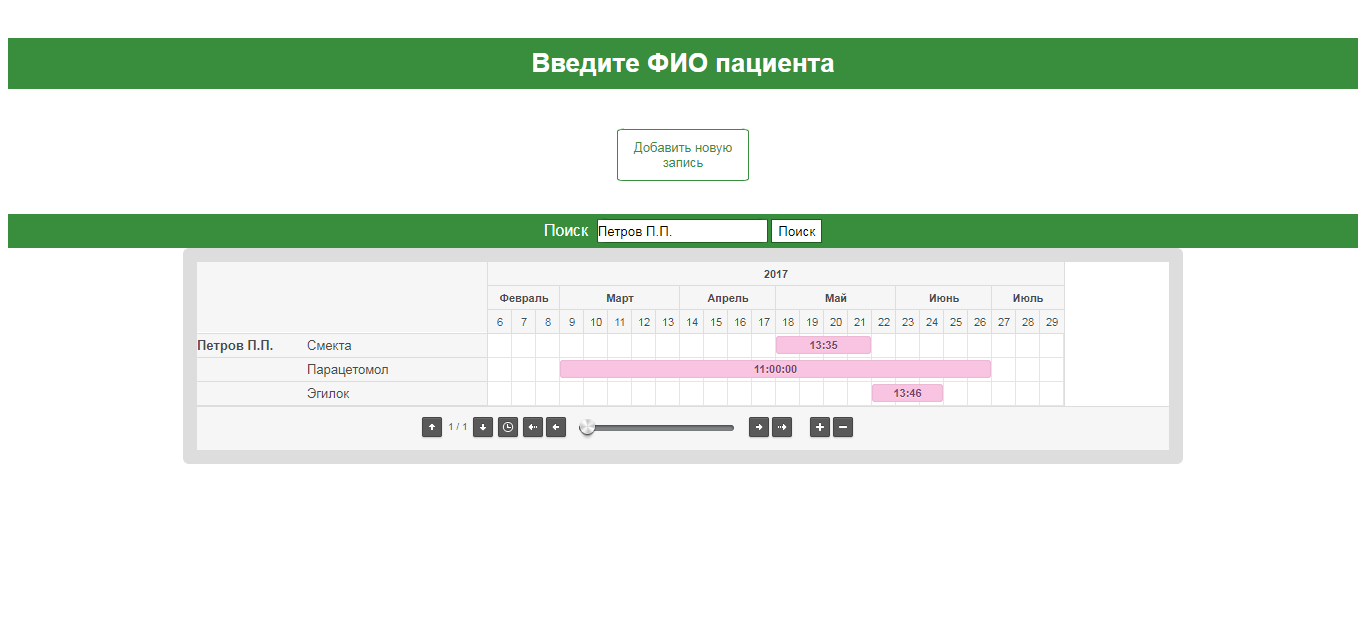 Введите ФИО пациента
Добавить новую
запись
Поиск Петров П.П. Поиск
2017
Февраль Март Апрель Май Июнь Июль
6 7 8 9 10 11 12 13 14 15 16 17 18 19 20 21 22 23 24 25 26 27 28 29
Петров П.П. Смекта 13:35
Парацетомол 11:00:00
Эгилок 13:46
1 / 1